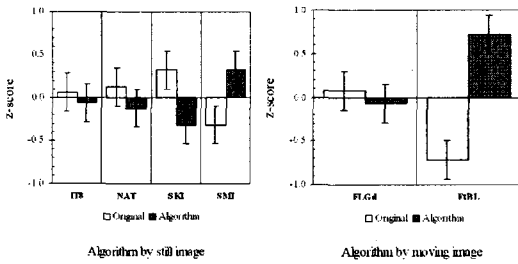 z-score
1.0
0.5
0.0
-0.5
-1.0
ITS NAT SKI SMI
Original Algorithm
Algorithm by still image
z-score
1.0
0.5
0.0
-0.5
-1.0
FLGd FtBL
Original Algorithm
Algorithm by moving image